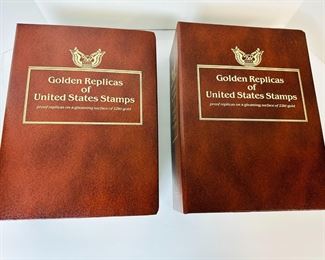 Golden Replicas
of
United States Stamps
proof replicas on a gleaming surface of 22kt gold
Golden Replicas
of
United States Stamps
proof replicas on a gleaming surface of 22kt gold